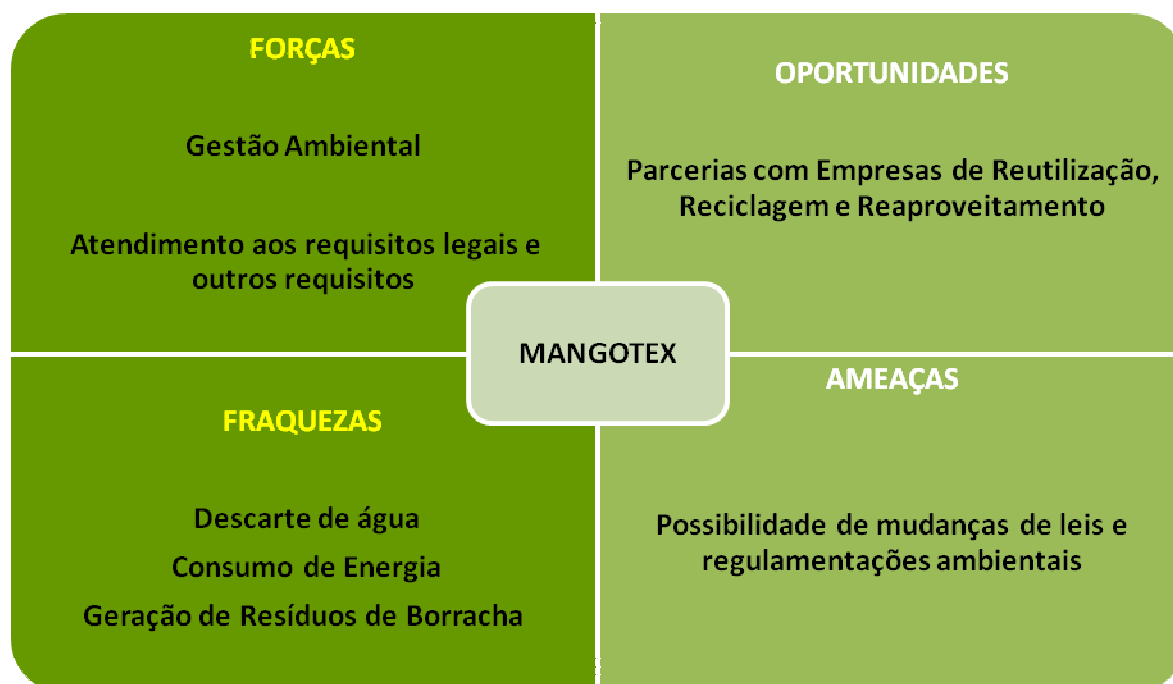 FORÇAS
Gestão Ambiental
Atendimento aos requisitos legais e
outros requisitos
OPORTUNIDADES
Parcerias com Empresas de Reutilização,
Reciclagem e Reaproveitamento
MANGOTEX
FRAQUEZAS
Descarte de água
Consumo de Energia
Geração de Resíduos de Borracha
AMEAÇAS
Possibilidade de mudanças de leis e
regulamentações ambientais